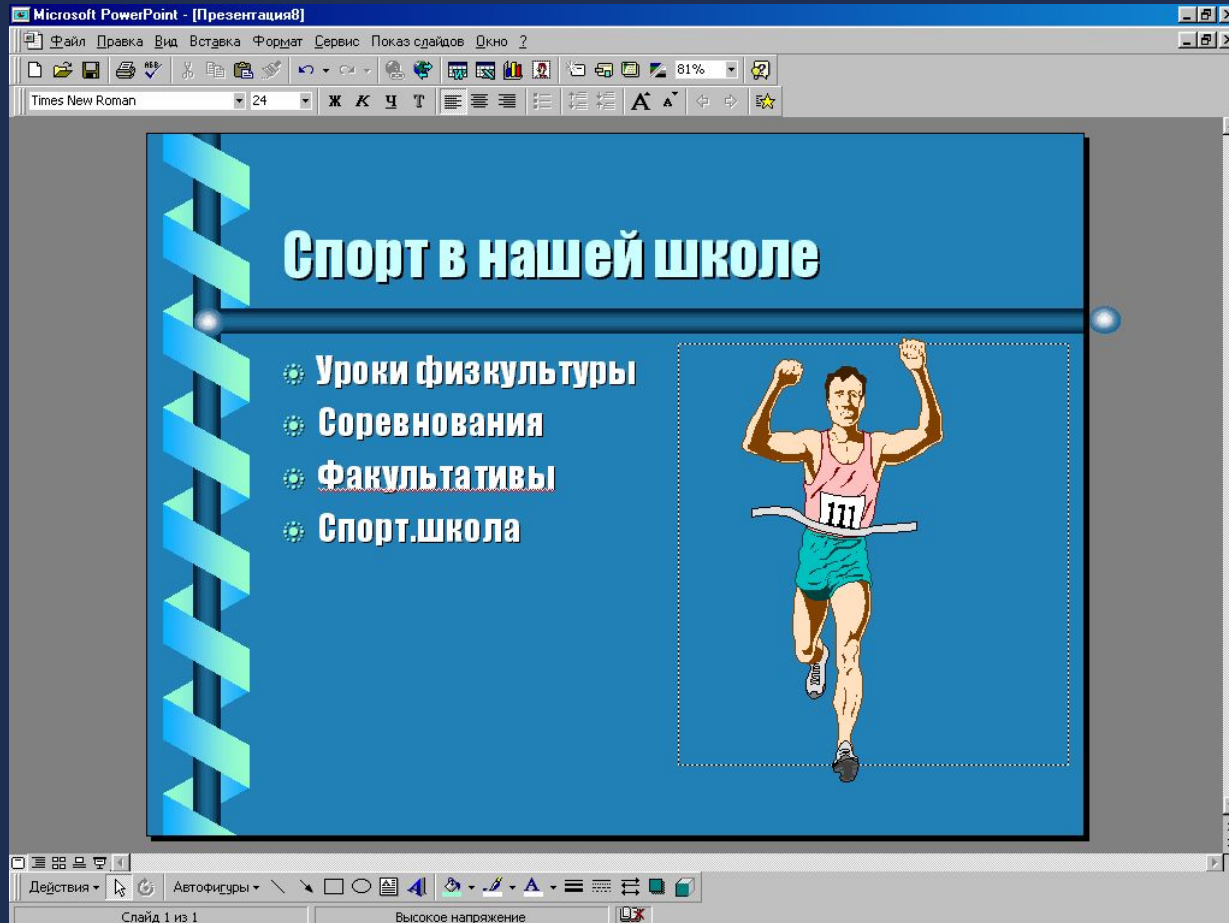 Microsoft PowerPoint - [Презентация8]
Файл Правка Вид Вставка Формат Сервис Показ слайдов Окно ?
81%
Times New Roman 24 Ж К Ч Т
Спорт в нашей школе
Уроки физкультуры
Соревнования
Факультативы
Спорт.школа
111
Действия Автофигуры
Слайд 1 из 1 Высокое напряжение